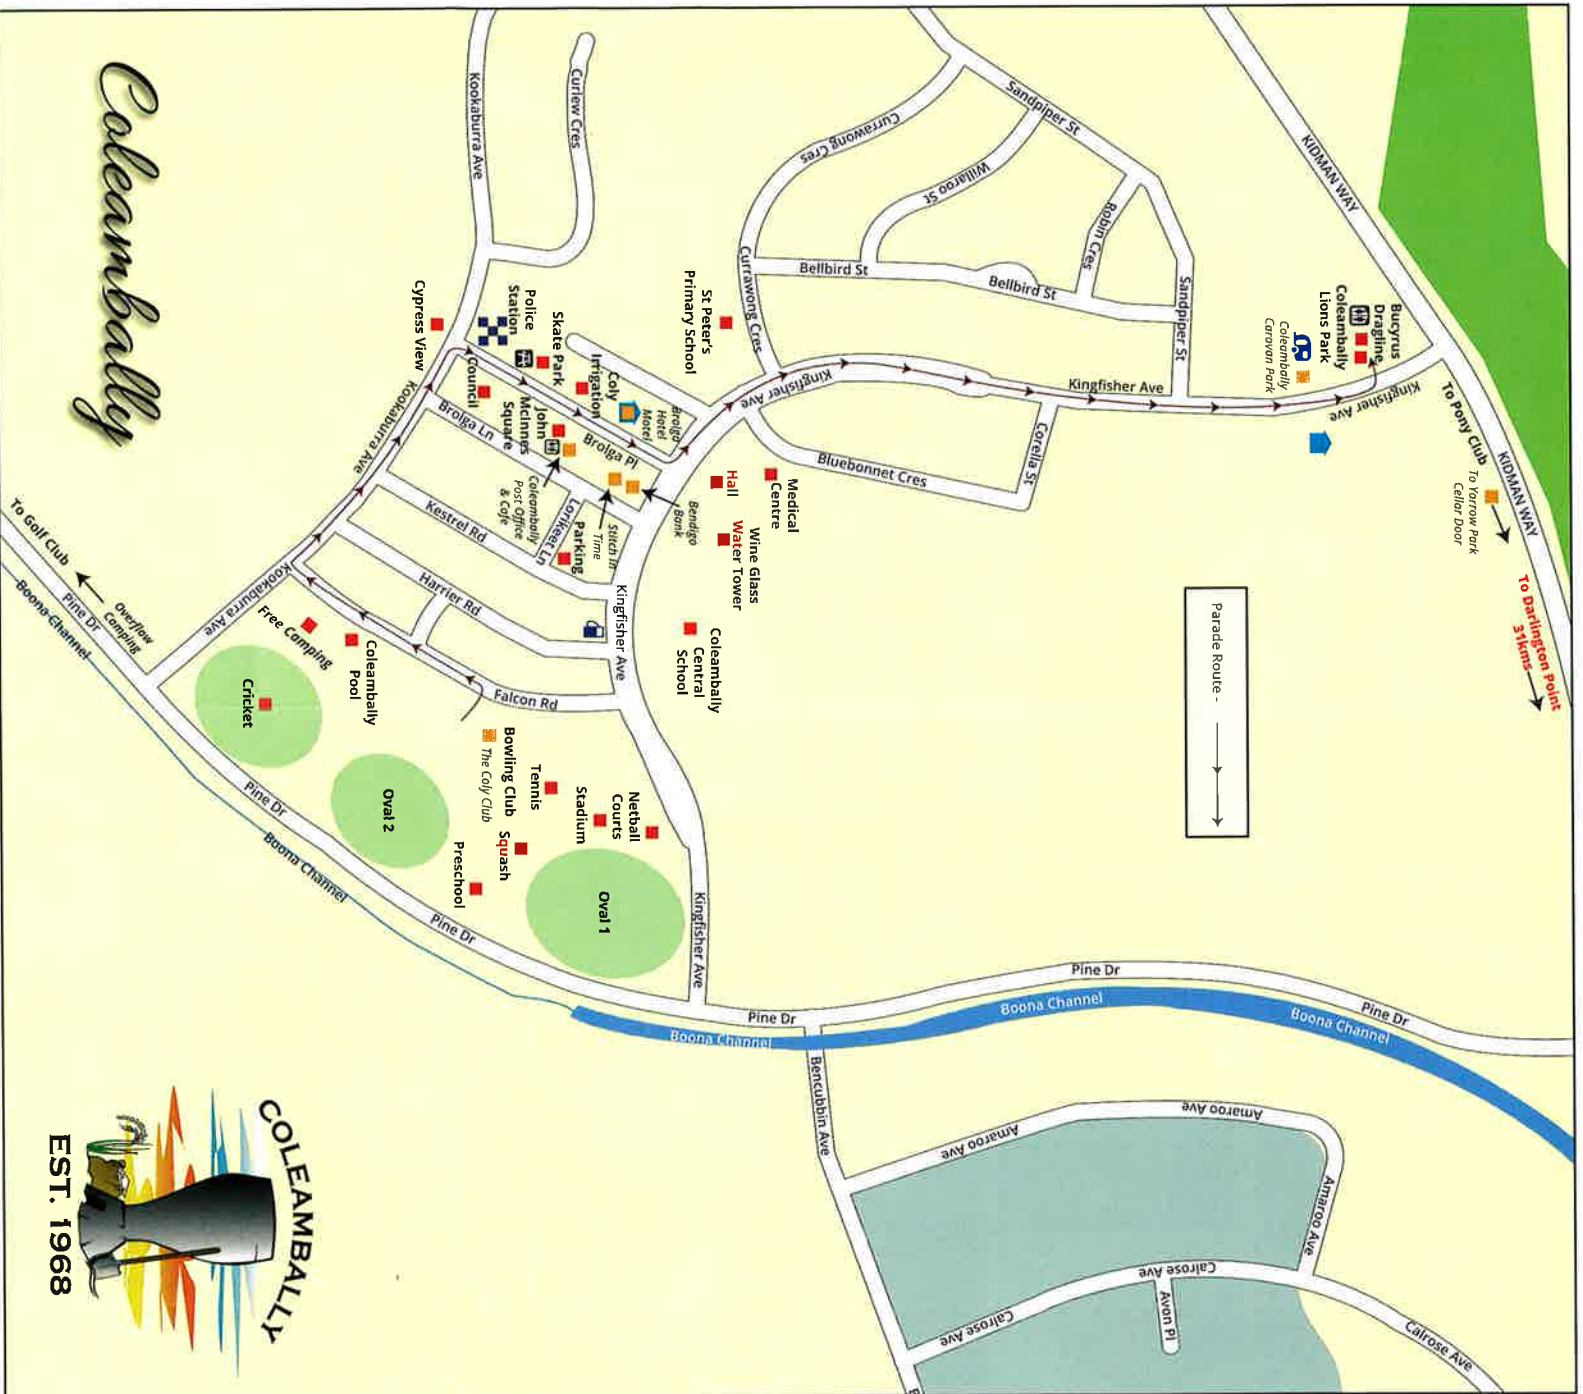 KIDMAN WAY
To Pony Club
KIDMAN WAY
To Darlington Point
31kms
To Yarrow Park
Cellar Door
Bucyrus
Dragline
Coleambally
Lions Park
Coleambally
Caravan Park
Kingfisher Ave
Kingfisher Ave
Sandpiper St
Sandpiper St
Robin Cres
Willaroo St
Currawong Cres
Currawong Cres
Bellbird St
Bellbird St
Corella St
Bluebonnet Cres
Kingfisher Ave
Parade Route -
St Peter's
Primary School
Medical
Centre
Hall
Wine Glass
Water Tower
Coleambally
Central
School
Brolga
Hotel
Motel
Coly
Irrigation
Skate Park
Police
Station
Council
John
McInnes
Square
Brolga Pl
Brolga Ln
Bendigo
Bank
Stitch In
Time
Coleambally
Post Office
& Cafe
Lorikeet Ln
Parking
Kestrel Rd
Harrier Rd
Falcon Rd
Kingfisher Ave
Kingfisher Ave
Curlew Cres
Kookaburra Ave
Kookaburra Ave
Kookaburra Ave
Cypress View
Free Camping
Coleambally
Pool
Cricket
Oval 2
Oval 1
Netball
Courts
Stadium
Tennis
Squash
Bowling Club
The Coly Club
Preschool
To Golf Club
Overflow
Camping
Pine Dr
Boona Channel
Pine Dr
Boona Channel
Pine Dr
Pine Dr
Boona Channel
Pine Dr
Boona Channel
Pine Dr
Boona Channel
Bencubbin Ave
Amaroo Ave
Amaroo Ave
Amaroo Ave
Calrose Ave
Calrose Ave
Calrose Ave
Avon Pl
Coleambally
COLEAMBALLY
EST. 1968